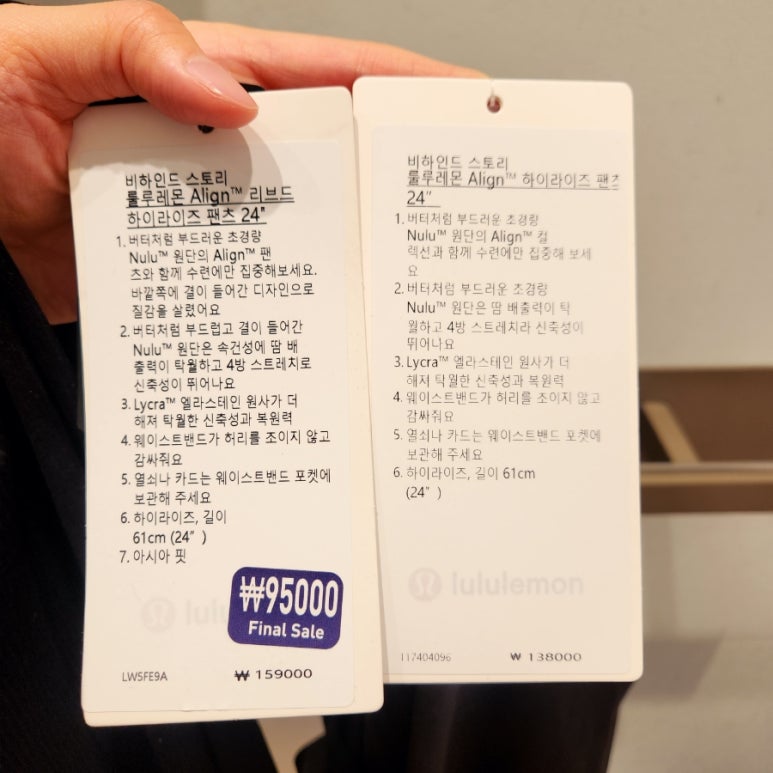 비하인드 스토리
룰루레몬 Align™ 리브드
하이라이즈 팬츠 24"
1. 버터처럼 부드러운 초경량
Nulu™ 원단의 Align™ 팬
츠와 함께 수련에만 집중해보세요.
바깥쪽에 결이 들어간 디자인으로
질감을 살렸어요
2. 버터처럼 부드럽고 결이 들어간
Nulu™ 원단은 속건성에 땀 배
출력이 탁월하고 4방 스트레치로
신축성이 뛰어나요
3. Lycra™ 엘라스테인 원사가 더
해져 탁월한 신축성과 복원력
4. 웨이스트밴드가 허리를 조이지 않고
감싸줘요
5. 열쇠나 카드는 웨이스트밴드 포켓에
보관해 주세요
6. 하이라이즈, 길이
61cm (24" )
7. 아시아 핏
₩95000
Final Sale
lulu
LW5FE9A
₩ 159000
비하인드 스토리
룰루레몬 Align™ 하이라이즈 팬츠
24"
1. 버터처럼 부드러운 초경량
Nulu™ 원단의 Align™ 컬
렉션과 함께 수련에만 집중해 보세
요
2. 버터처럼 부드러운 초경량
Nulu™ 원단은 땀 배출력이 탁
월하고 4방 스트레치라 신축성이
뛰어나요
3. Lycra™ 엘라스테인 원사가 더
해져 탁월한 신축성과 복원력
4. 웨이스트밴드가 허리를 조이지 않고
감싸줘요
5. 열쇠나 카드는 웨이스트밴드 포켓에
보관해 주세요
6. 하이라이즈, 길이 61cm
(24" )
lululemon
117404096
₩ 138000